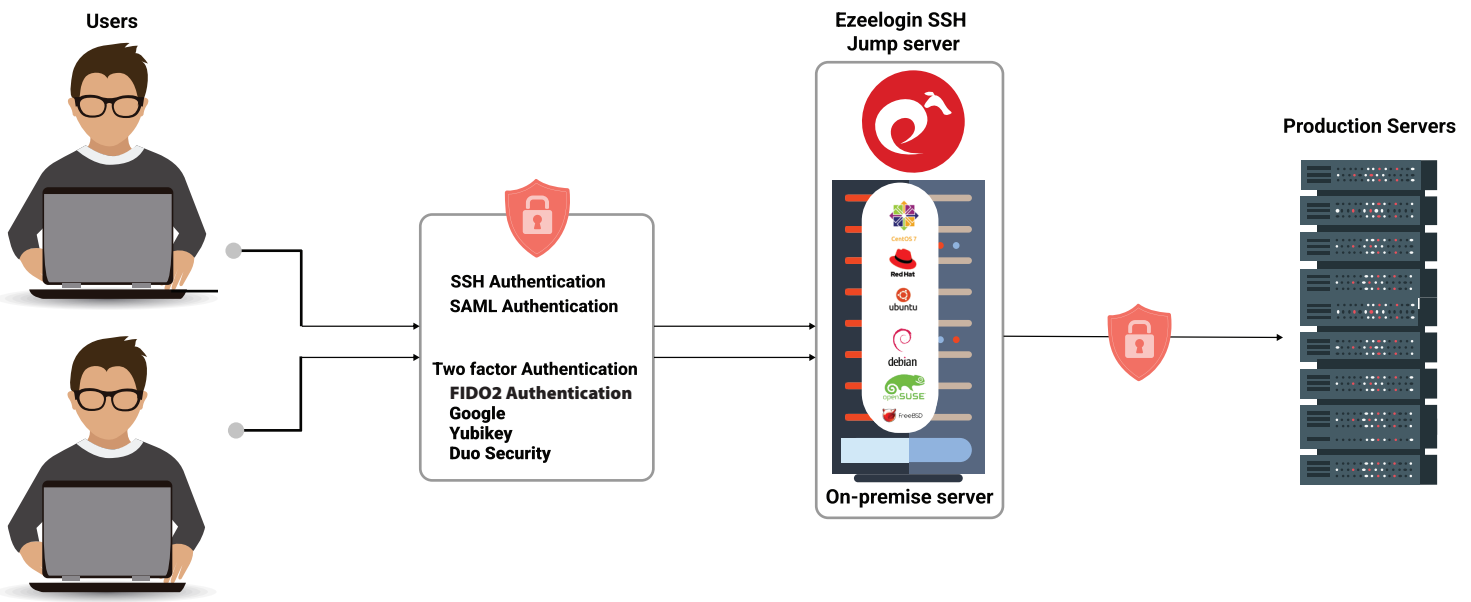 Users
Ezeelogin SSH
Jump server
Production Servers
SSH Authentication
SAML Authentication
Two factor Authentication
FIDO2 Authentication
Google
Yubikey
Duo Security
CentOS 7
Red Hat
ubuntu
debian
openSUSE
FreeBSD
On-premise server